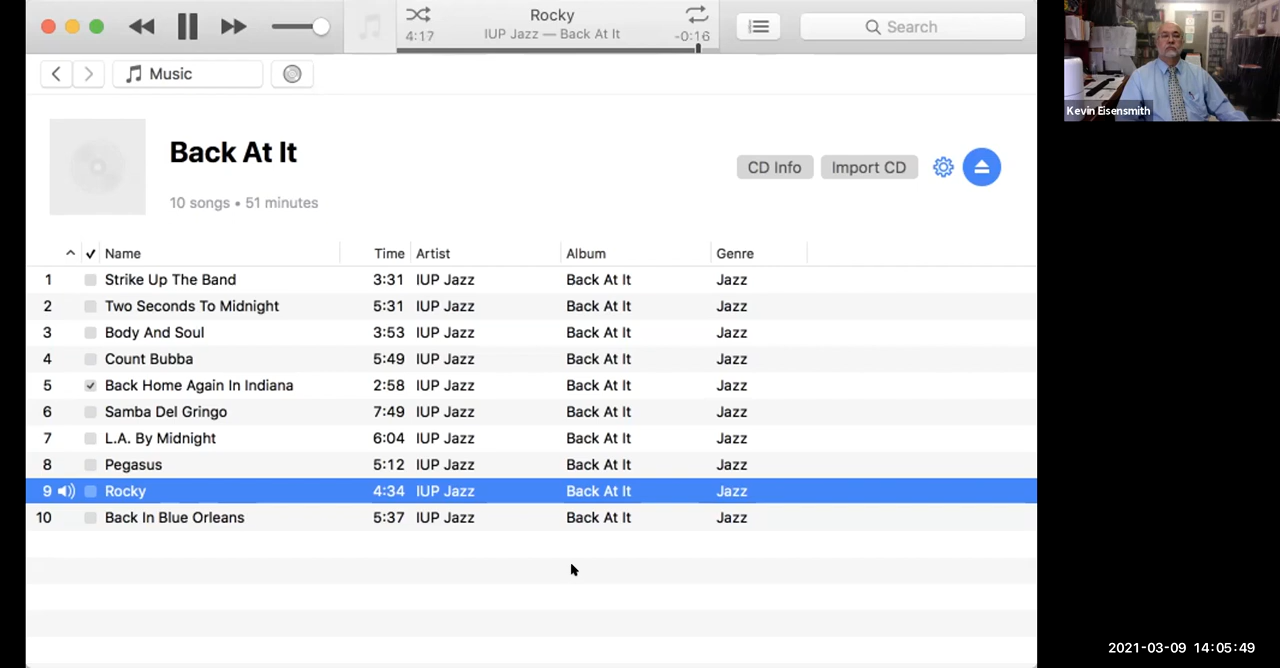 Rocky
4:17 IUP Jazz — Back At It -0:16
Search
Music
Back At It
10 songs • 51 minutes
CD Info Import CD
Name Time Artist Album Genre
1 Strike Up The Band 3:31 IUP Jazz Back At It Jazz
2 Two Seconds To Midnight 5:31 IUP Jazz Back At It Jazz
3 Body And Soul 3:53 IUP Jazz Back At It Jazz
4 Count Bubba 5:49 IUP Jazz Back At It Jazz
5 Back Home Again In Indiana 2:58 IUP Jazz Back At It Jazz
6 Samba Del Gringo 7:49 IUP Jazz Back At It Jazz
7 L.A. By Midnight 6:04 IUP Jazz Back At It Jazz
8 Pegasus 5:12 IUP Jazz Back At It Jazz
9 Rocky 4:34 IUP Jazz Back At It Jazz
10 Back In Blue Orleans 5:37 IUP Jazz Back At It Jazz
Kevin Eisensmith
2021-03-09 14:05:49